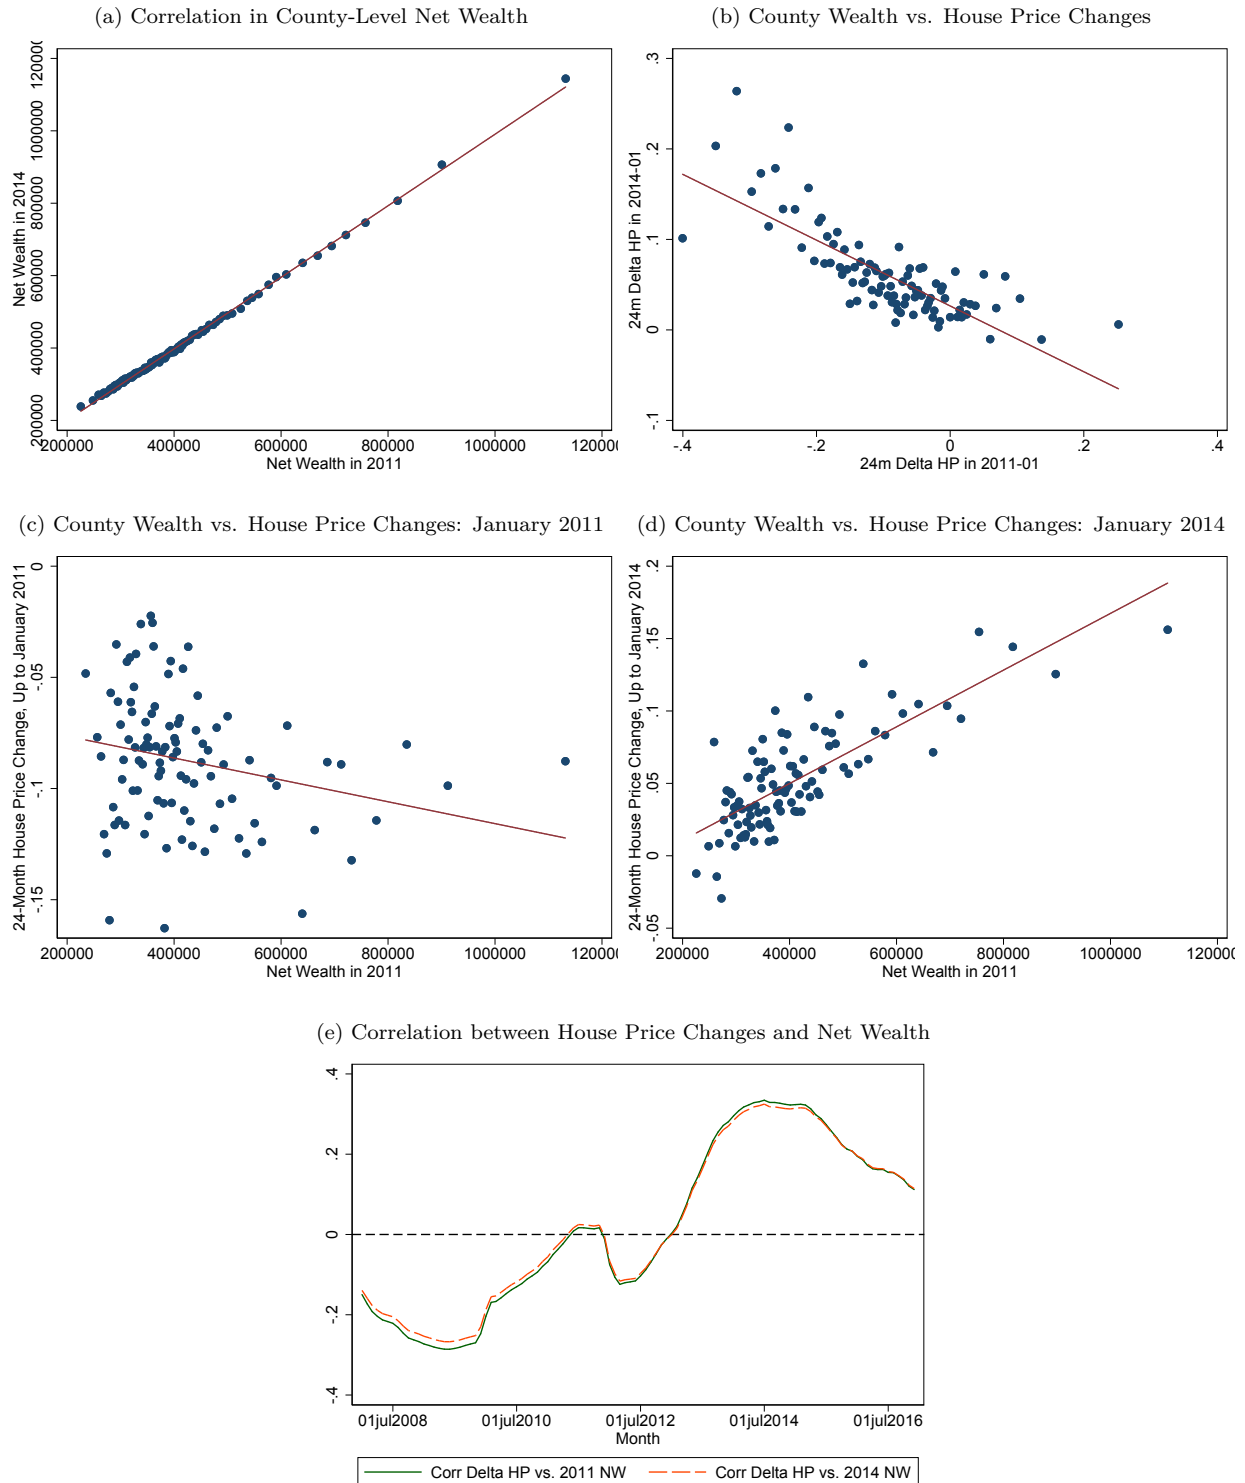 (a) Correlation in County-Level Net Wealth
(b) County Wealth vs. House Price Changes
Net Wealth in 2014
200000 400000 600000 800000 1000000 120000
200000 400000 600000 800000 1000000 120000
Net Wealth in 2011
24m Delta HP in 2014-01
-.1 0 .1 .2 .3
-.4 -.2 0 .2 .4
24m Delta HP in 2011-01
(c) County Wealth vs. House Price Changes: January 2011
(d) County Wealth vs. House Price Changes: January 2014
24-Month House Price Change, Up to January 2011
-.15 -.1 -.05 0
200000 400000 600000 800000 1000000 120000
Net Wealth in 2011
24-Month House Price Change, Up to January 2014
-.05 0 .05 .1 .15 .2
200000 400000 600000 800000 1000000 120000
Net Wealth in 2011
(e) Correlation between House Price Changes and Net Wealth
-.4 -.2 0 .2 .4
01jul2008 01jul2010 01jul2012 01jul2014 01jul2016
Month
Corr Delta HP vs. 2011 NW Corr Delta HP vs. 2014 NW